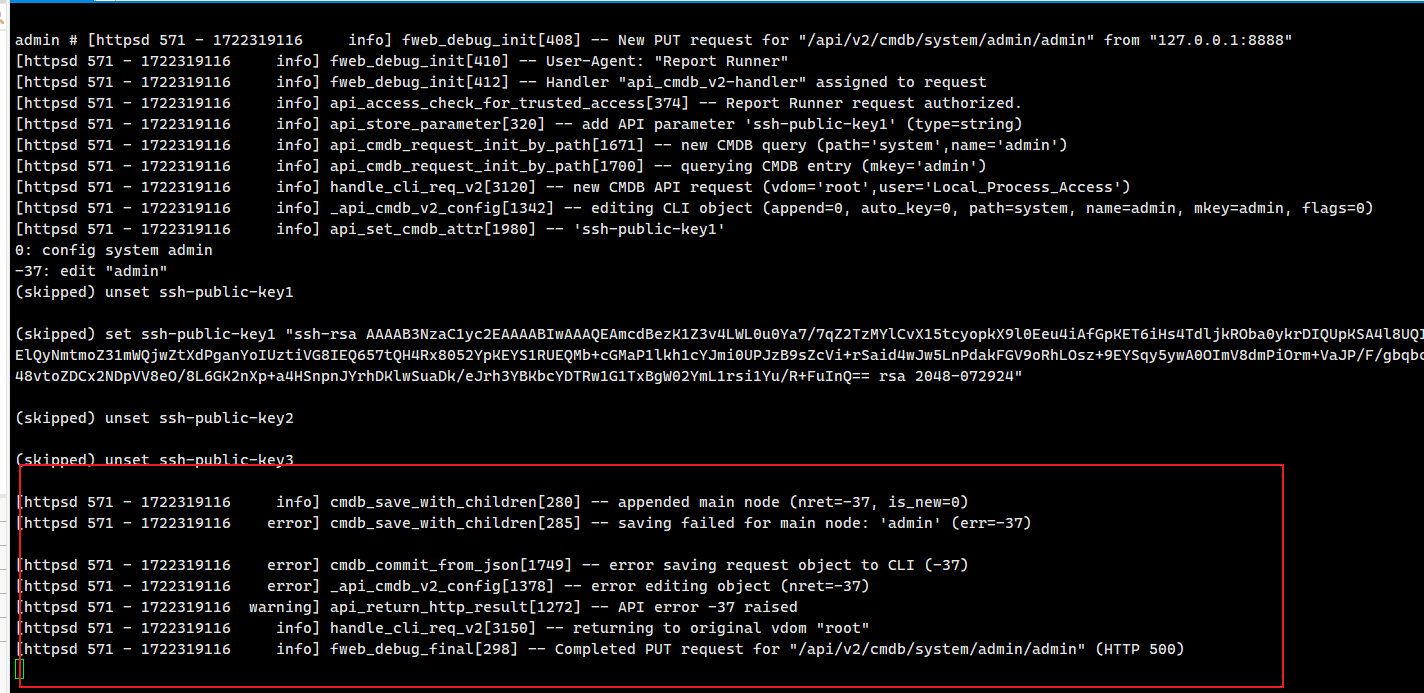 admin # [httpsd 571 - 1722319116     info] fweb_debug_init[408] -- New PUT request for "/api/v2/cmdb/system/admin/admin" from "127.0.0.1:8888"
[httpsd 571 - 1722319116     info] fweb_debug_init[410] -- User-Agent: "Report Runner"
[httpsd 571 - 1722319116     info] fweb_debug_init[412] -- Handler "api_cmdb_v2-handler" assigned to request
[httpsd 571 - 1722319116     info] api_access_check_for_trusted_access[374] -- Report Runner request authorized.
[httpsd 571 - 1722319116     info] api_store_parameter[320] -- add API parameter 'ssh-public-key1' (type=string)
[httpsd 571 - 1722319116     info] api_cmdb_request_init_by_path[1671] -- new CMDB query (path='system',name='admin')
[httpsd 571 - 1722319116     info] api_cmdb_request_init_by_path[1700] -- querying CMDB entry (mkey='admin')
[httpsd 571 - 1722319116     info] handle_cli_req_v2[3120] -- new CMDB API request (vdom='root',user='Local_Process_Access')
[httpsd 571 - 1722319116     info] _api_cmdb_v2_config[1342] -- editing CLI object (append=0, auto_key=0, path=system, name=admin, mkey=admin, flags=0)
[httpsd 571 - 1722319116     info] api_set_cmdb_attr[1980] -- 'ssh-public-key1'
0: config system admin
-37: edit "admin"
(skipped) unset ssh-public-key1
(skipped) set ssh-public-key1 "ssh-rsa AAAAB3NzaC1yc2EAAAABIwAAAQEAmcdBezK1Z3v4LWL0u0Ya7/7qZ2TzMYlCvX15tcyopkX9l0Eeu4iAfGpKET6iHs4TdljkROba0ykrDIQUpKSA4l8UQI
ElQyNmtmoZ31mWQjwZtXdPganYoIUztiVG8IEQ657tQH4Rx8052YpKEYS1RUEQMb+cGMaP1lkh1cYJmi0UPJzB9sZcVi+rSaid4wJw5LnPdakFGV9oRhLOsz+9EYSqy5ywA0OImV8dmPiOrm+VaJP/F/gbqbo
48vtoZDCx2NDpVV8eO/8L6GK2nXp+a4HSnpnJYrhDKlwSuaDk/eJrh3YBKbcYDTRw1G1TxBgW02YmL1rsi1Yu/R+FuInQ== rsa 2048-072924"
(skipped) unset ssh-public-key2
(skipped) unset ssh-public-key3
[httpsd 571 - 1722319116     info] cmdb_save_with_children[280] -- appended main node (nret=-37, is_new=0)
[httpsd 571 - 1722319116    error] cmdb_save_with_children[285] -- saving failed for main node: 'admin' (err=-37)
[httpsd 571 - 1722319116    error] cmdb_commit_from_json[1749] -- error saving request object to CLI (-37)
[httpsd 571 - 1722319116    error] _api_cmdb_v2_config[1378] -- error editing object (nret=-37)
[httpsd 571 - 1722319116  warning] api_return_http_result[1272] -- API error -37 raised
[httpsd 571 - 1722319116     info] handle_cli_req_v2[3150] -- returning to original vdom "root"
[httpsd 571 - 1722319116     info] fweb_debug_final[298] -- Completed PUT request for "/api/v2/cmdb/system/admin/admin" (HTTP 500)